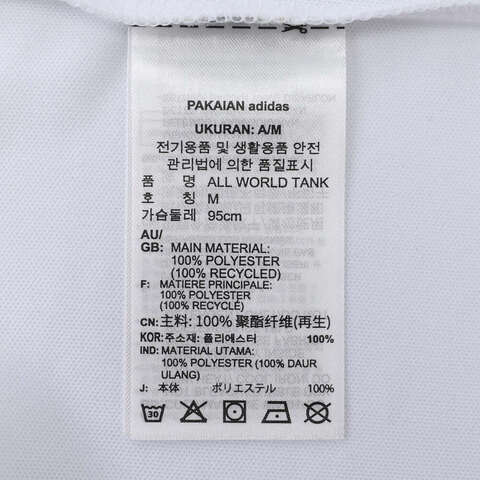 PAKAIAN adidas
UKURAN: A/M
전기용품 및 생활용품 안전
관리법에 의한 품질표시
품 명 ALL WORLD TANK
호 칭 M
가슴둘레 95cm
AU/
GB: MAIN MATERIAL:
100% POLYESTER
(100% RECYCLED)
F: MATIERE PRINCIPALE:
100% POLYESTER
(100% RECYCLÉ)
CN: 主料: 100% 聚酯纤维(再生)
KOR: 주소재: 폴리에스터 100%
IND: MATERIAL UTAMA:
100% POLYESTER (100% DAUR
ULANG)
J: 本体 ポリエステル 100%
30